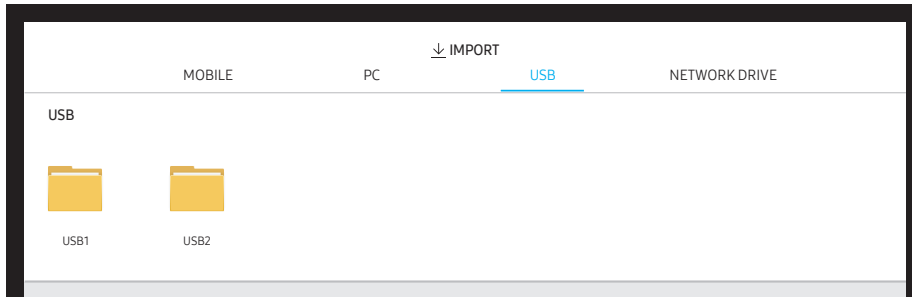 IMPORT
MOBILE PC USB NETWORK DRIVE
USB
USB1 USB2